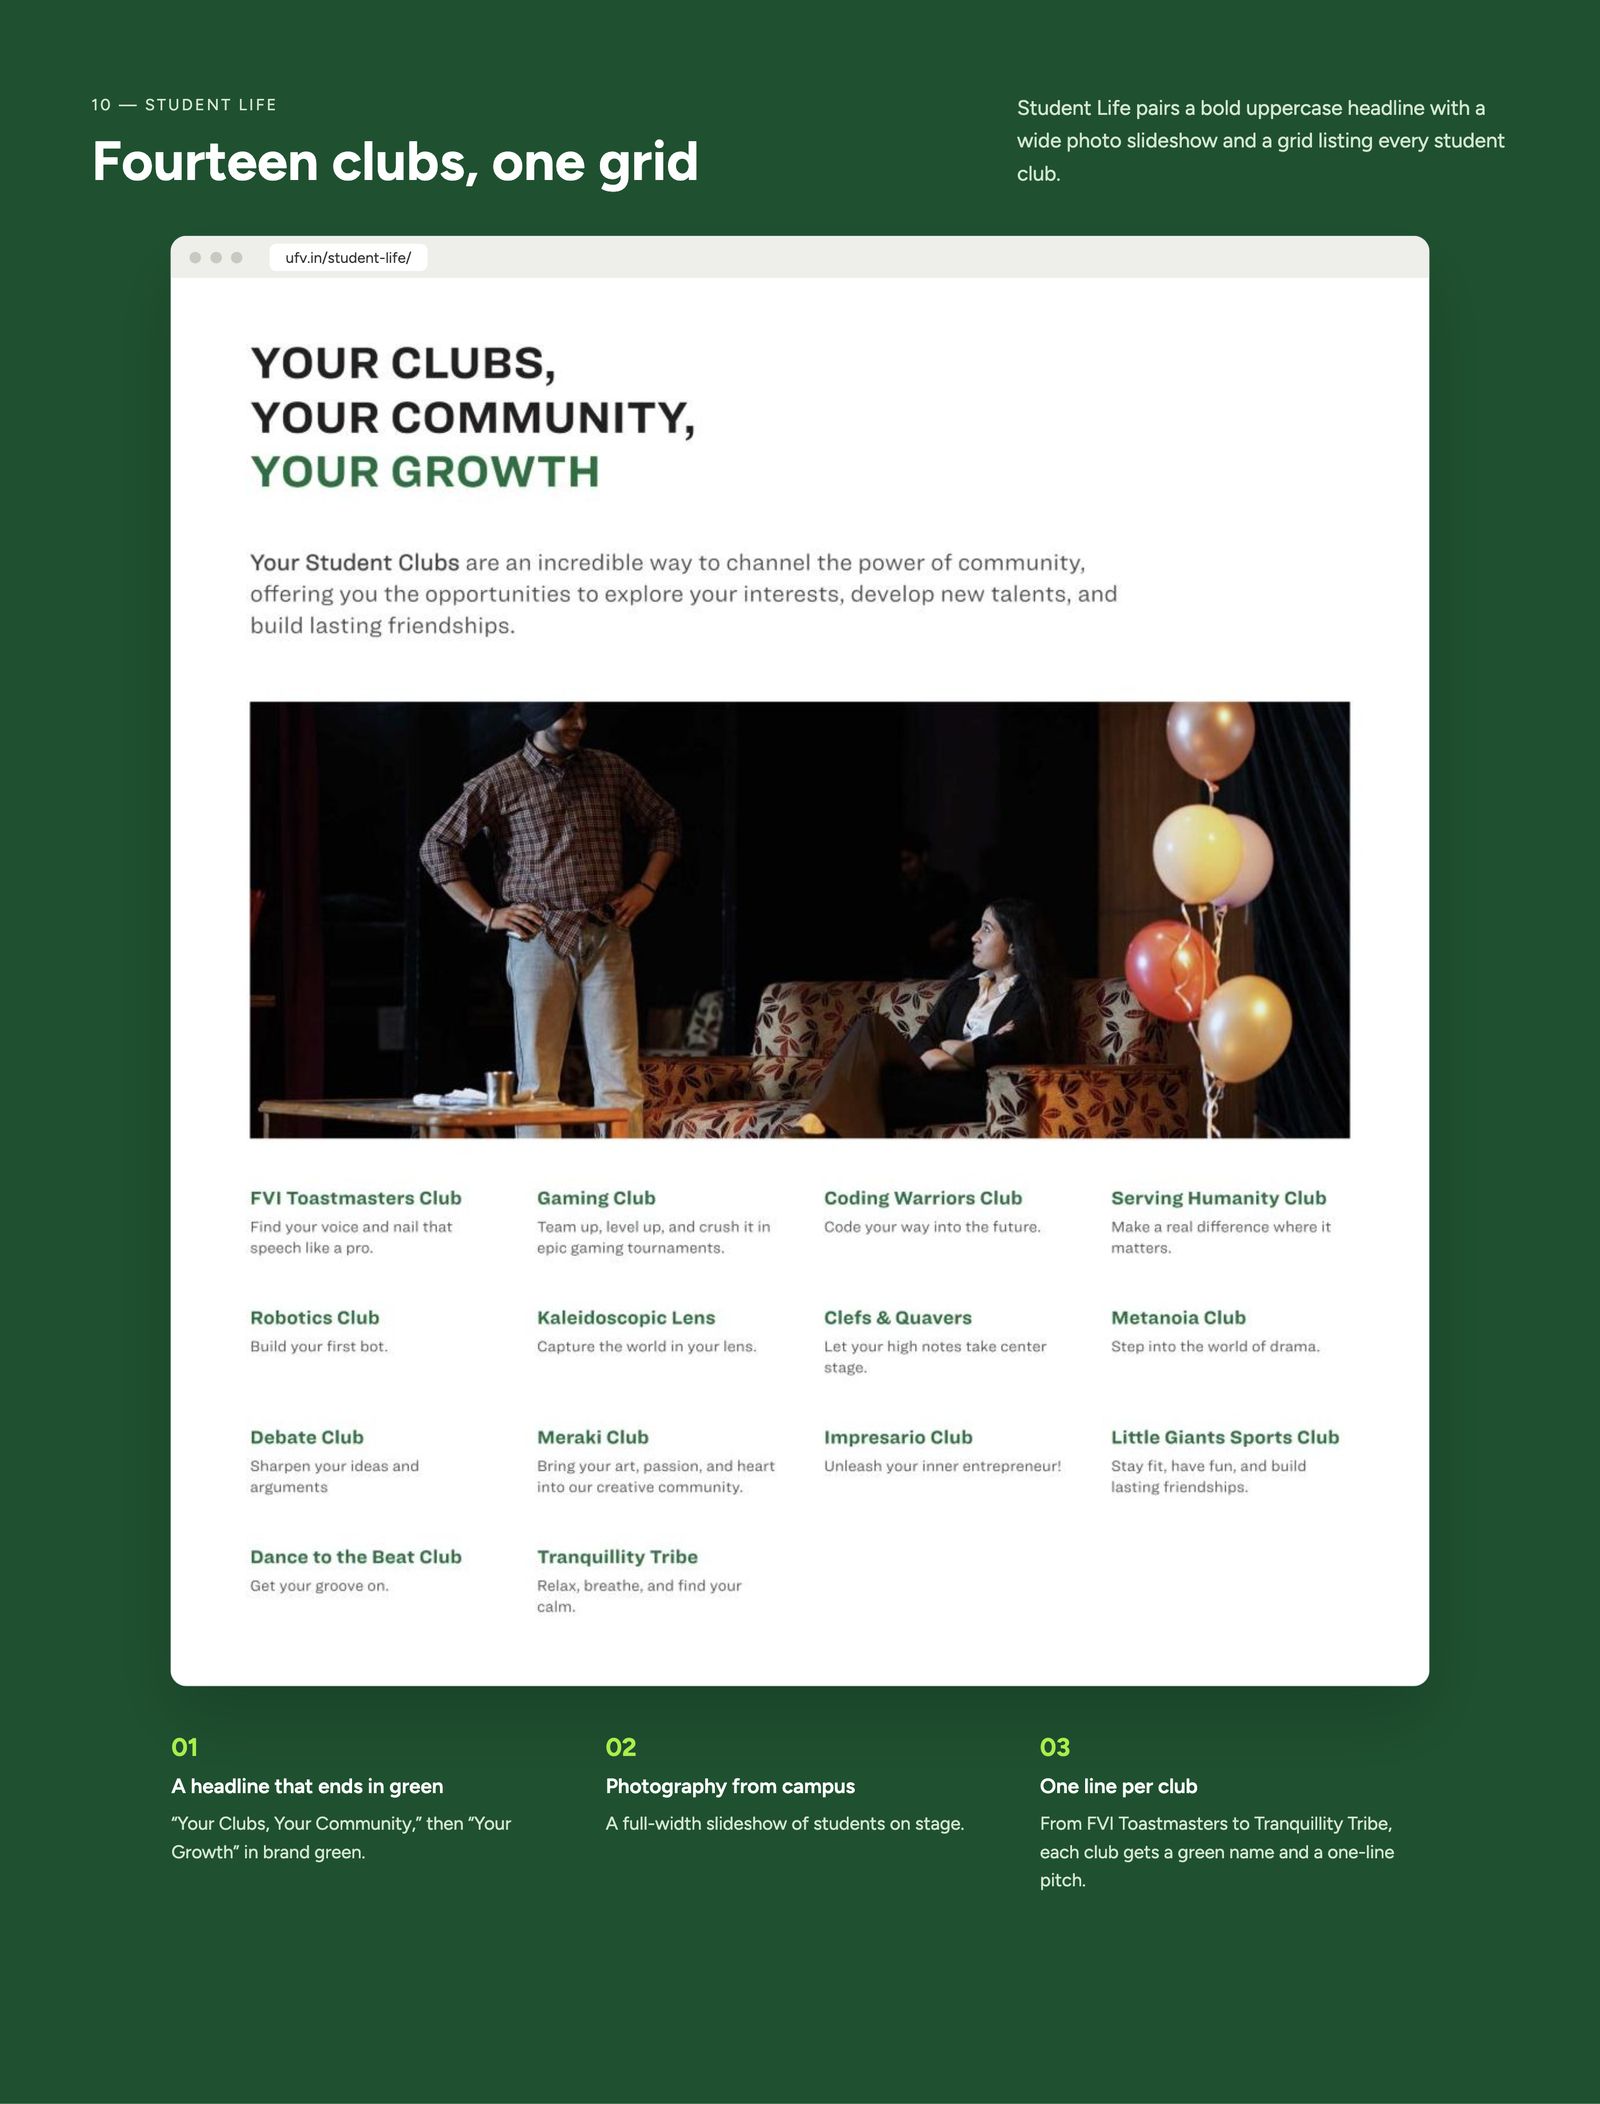 10 — STUDENT LIFE
Fourteen clubs, one grid
Student Life pairs a bold uppercase headline with a
wide photo slideshow and a grid listing every student
club.
ufv.in/student-life/
YOUR CLUBS,
YOUR COMMUNITY,
YOUR GROWTH
Your Student Clubs are an incredible way to channel the power of community,
offering you the opportunities to explore your interests, develop new talents, and
build lasting friendships.
FVI Toastmasters Club
Find your voice and nail that
speech like a pro.
Gaming Club
Team up, level up, and crush it in
epic gaming tournaments.
Coding Warriors Club
Code your way into the future.
Serving Humanity Club
Make a real difference where it
matters.
Robotics Club
Build your first bot.
Kaleidoscopic Lens
Capture the world in your lens.
Clefs & Quavers
Let your high notes take center
stage.
Metanoia Club
Step into the world of drama.
Debate Club
Sharpen your ideas and
arguments
Meraki Club
Bring your art, passion, and heart
into our creative community.
Impresario Club
Unleash your inner entrepreneur!
Little Giants Sports Club
Stay fit, have fun, and build
lasting friendships.
Dance to the Beat Club
Get your groove on.
Tranquillity Tribe
Relax, breathe, and find your
calm.
01
A headline that ends in green
“Your Clubs, Your Community,” then “Your
Growth” in brand green.
02
Photography from campus
A full-width slideshow of students on stage.
03
One line per club
From FVI Toastmasters to Tranquillity Tribe,
each club gets a green name and a one-line
pitch.